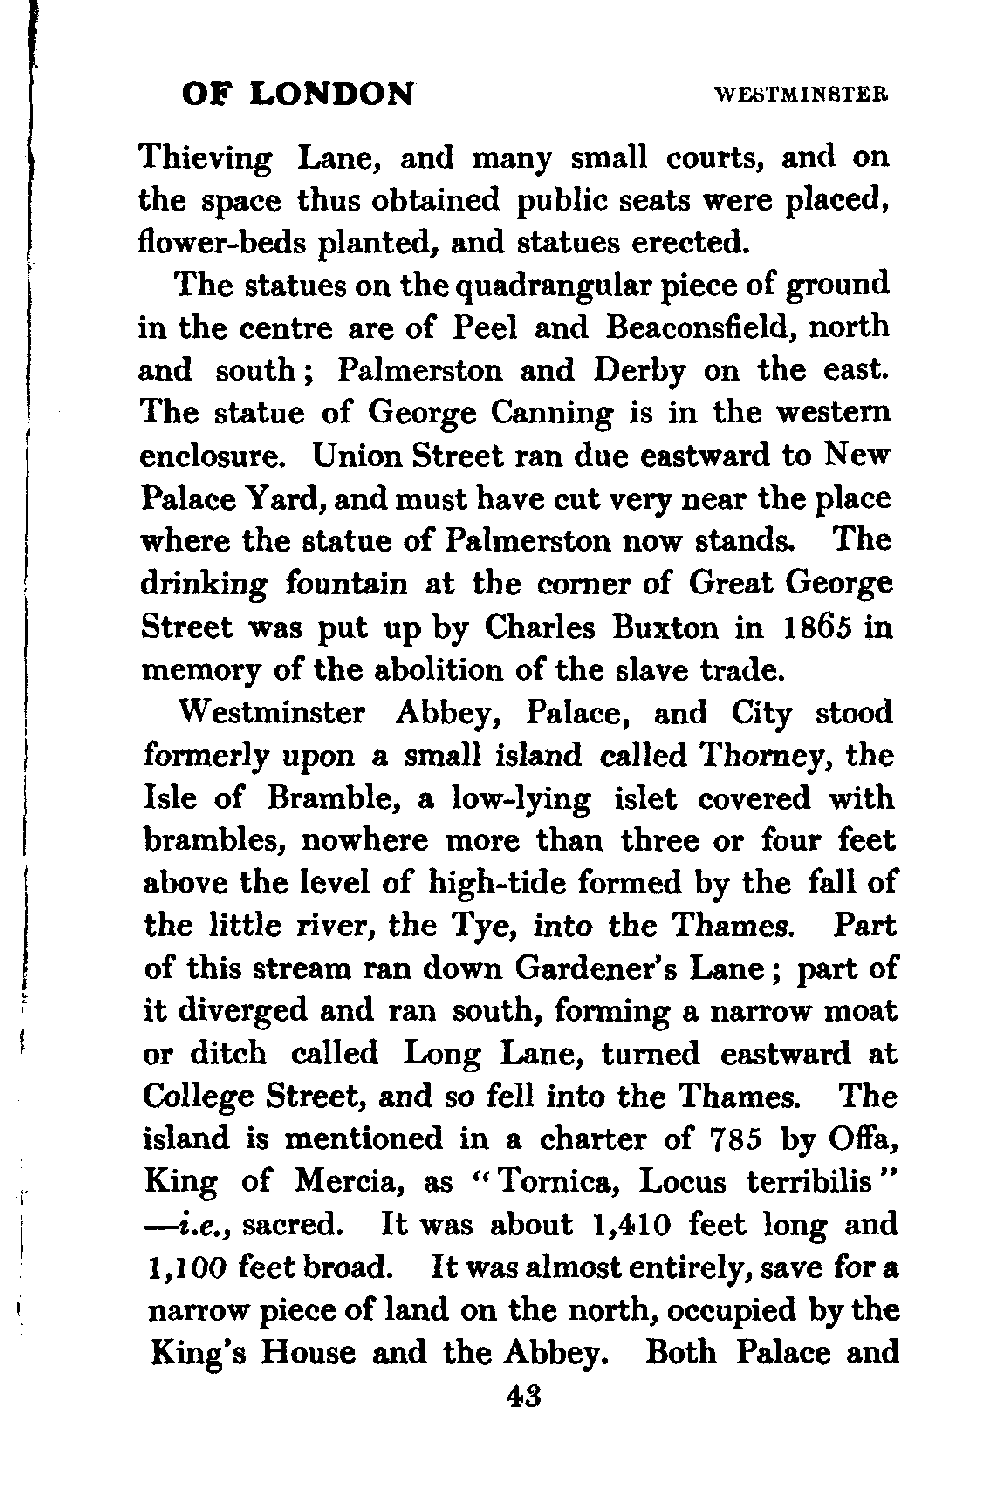 OF LONDON WESTMINSTER
Thieving Lane, and many small courts, and on
the space thus obtained public seats were placed,
flower-beds planted, and statues erected.
The statues on the quadrangular piece of ground
in the centre are of Peel and Beaconsfield, north
and south; Palmerston and Derby on the east.
The statue of George Canning is in the western
enclosure. Union Street ran due eastward to New
Palace Yard, and must have cut very near the place
where the statue of Palmerston now stands. The
drinking fountain at the corner of Great George
Street was put up by Charles Buxton in 1865 in
memory of the abolition of the slave trade.
Westminster Abbey, Palace, and City stood
formerly upon a small island called Thorney, the
Isle of Bramble, a low-lying islet covered with
brambles, nowhere more than three or four feet
above the level of high-tide formed by the fall of
the little river, the Tye, into the Thames. Part
of this stream ran down Gardener's Lane; part of
it diverged and ran south, forming a narrow moat
or ditch called Long Lane, turned eastward at
College Street, and so fell into the Thames. The
island is mentioned in a charter of 785 by Offa,
King of Mercia, as "Tornica, Locus terribilis"
—i.e., sacred. It was about 1,410 feet long and
1,100 feet broad. It was almost entirely, save for a
narrow piece of land on the north, occupied by the
King's House and the Abbey. Both Palace and
43